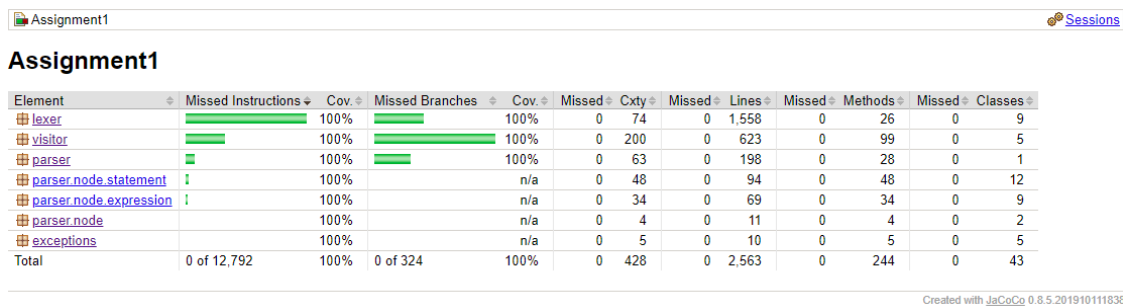 Assignment1 Sessions
Assignment1
Element Missed Instructions Cov. Missed Branches Cov. Missed Cxty Missed Lines Missed Methods Missed Classes
lexer 100% 100% 0 74 0 1,558 0 26 0 9
visitor 100% 100% 0 200 0 623 0 99 0 5
parser 100% 100% 0 63 0 198 0 28 0 1
parser.node.statement 100% n/a 0 48 0 94 0 48 0 12
parser.node.expression 100% n/a 0 34 0 69 0 34 0 9
parser.node 100% n/a 0 4 0 11 0 4 0 2
exceptions 100% n/a 0 5 0 10 0 5 0 5
Total 0 of 12,792 100% 0 of 324 100% 0 428 0 2,563 0 244 0 43
Created with JaCoCo 0.8.5.201910111838